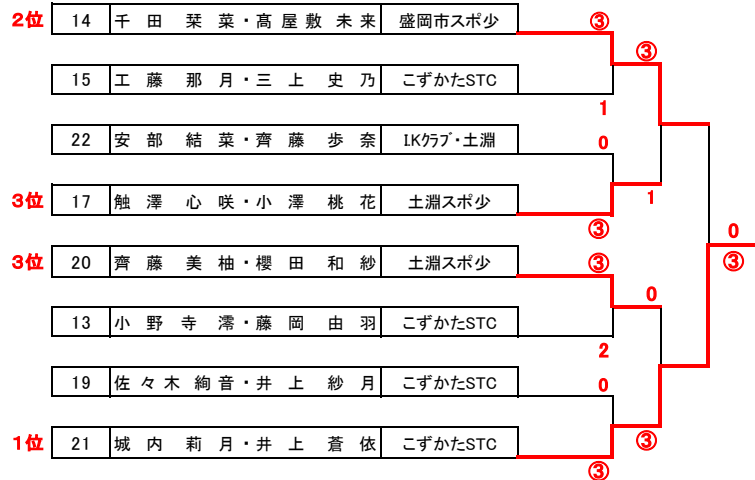 2位 14 千田 栞菜・髙屋敷未来 盛岡市スポ少
③
③
15 工藤那月・三上史乃 こずかたSTC
1
22 安部結菜・齊藤歩奈 I.Kクラブ・土淵
0
3位 17 触澤心咲・小澤桃花 土淵スポ少
1
③
0
3位 20 齊藤美柚・櫻田和紗 土淵スポ少
③
③
0
13 小野寺澪・藤岡由羽 こずかたSTC
2
19 佐々木絢音・井上紗月 こずかたSTC
0
1位 21 城内莉月・井上蒼依 こずかたSTC
③
③